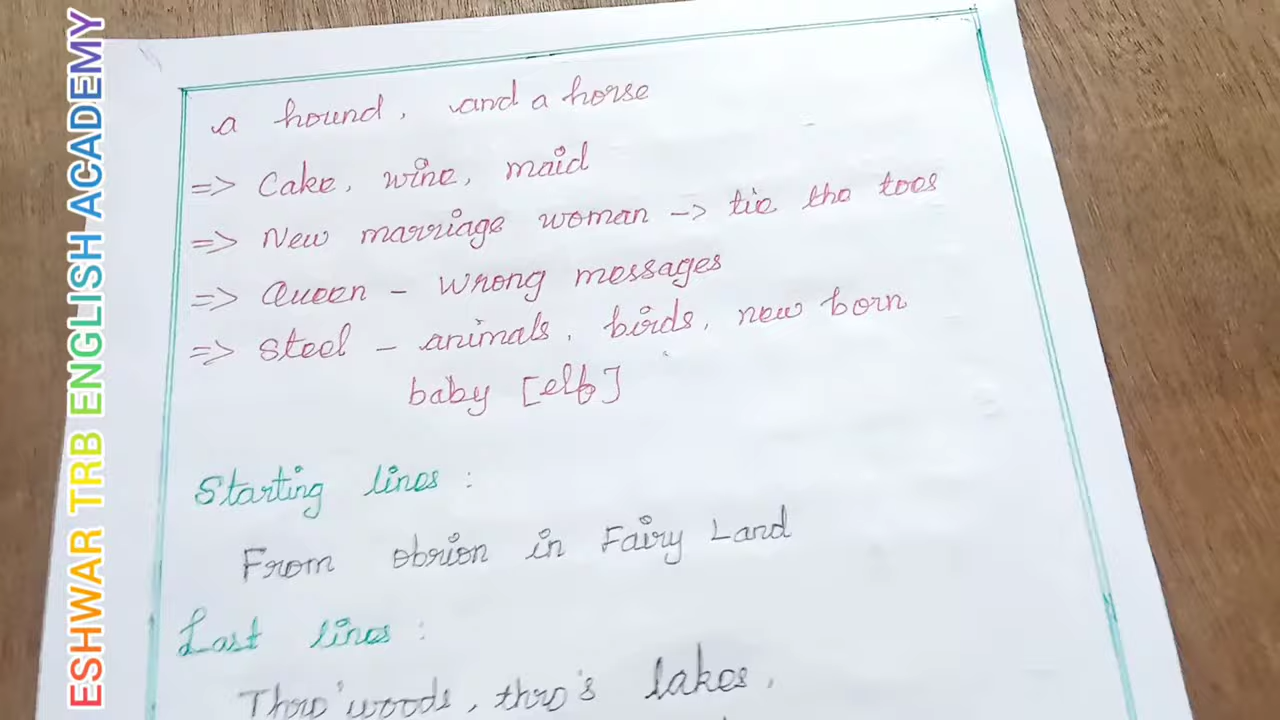 ESHWAR TRB ENGLISH ACADEMY
a hound, and a horse
=> Cake, wine, maid
=> New marriage woman -> tie the toes
=> Queen - wrong messages
=> Steel - animals, birds, new born
baby [elf]
Starting lines:
From obrion in Fairy Land
Last lines:
Thro' woods, thro's lakes,